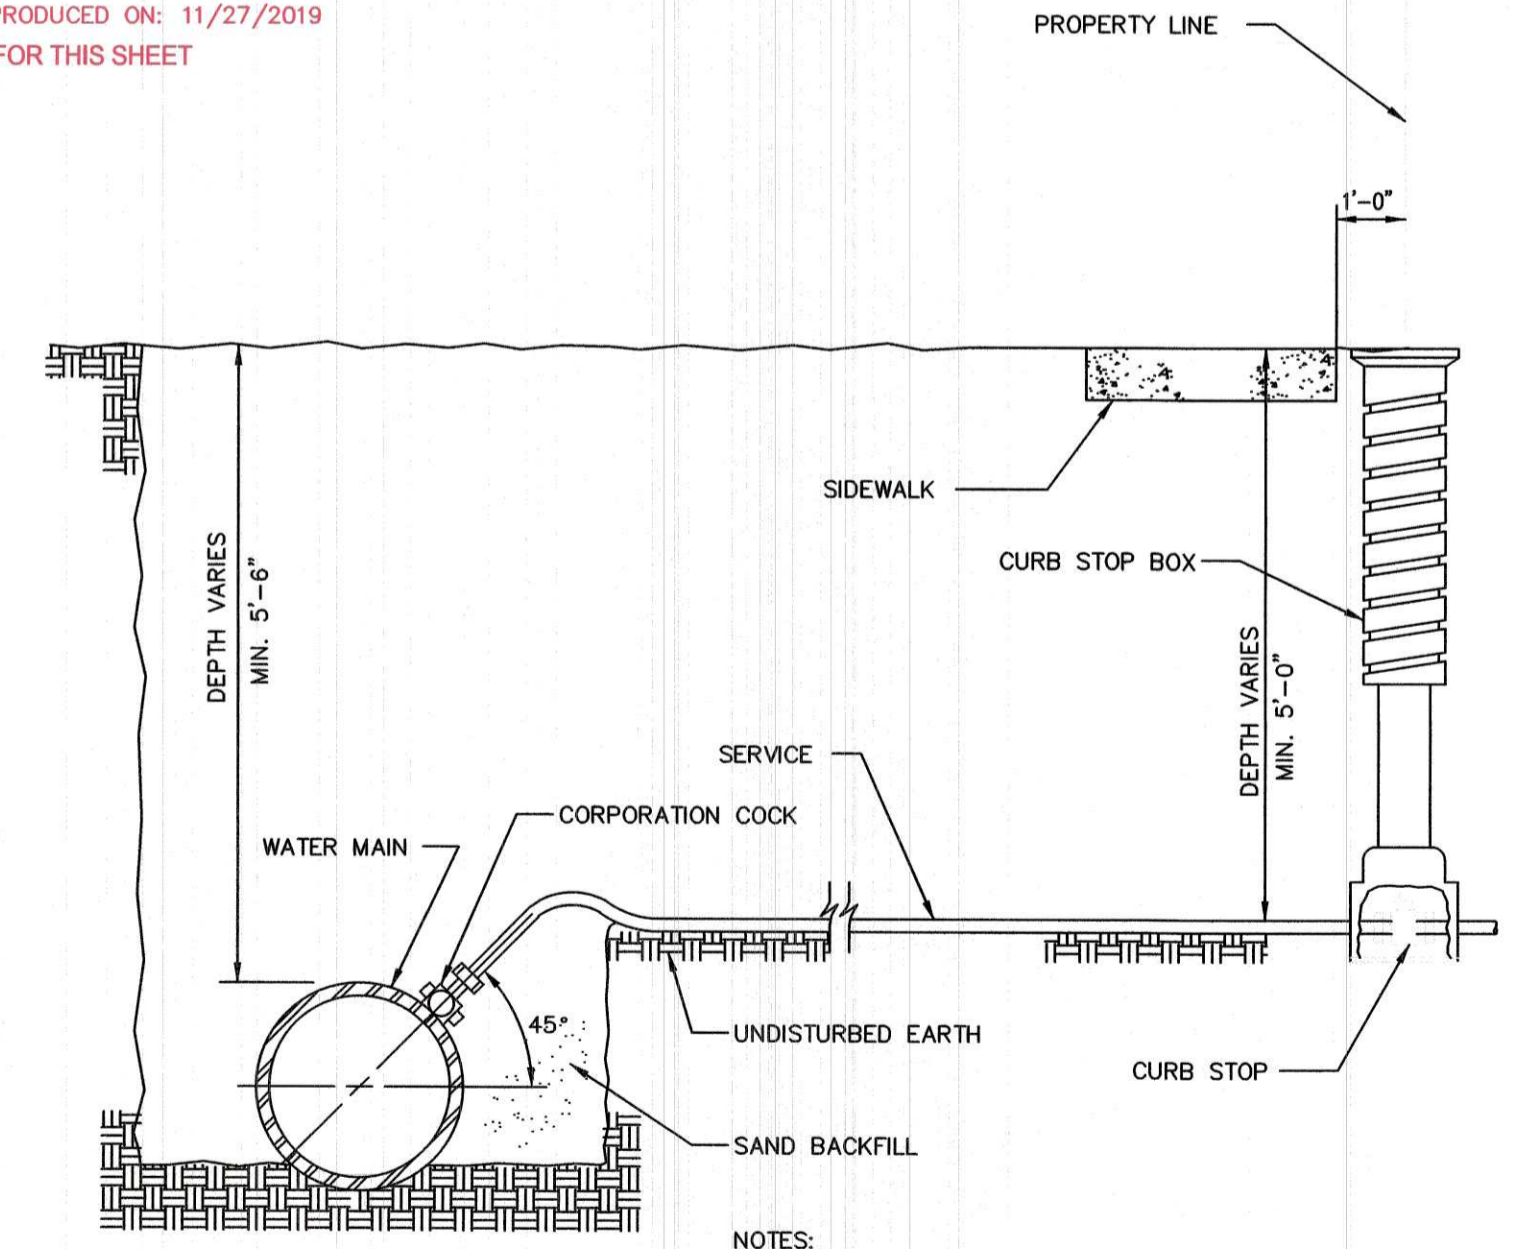 PRODUCED ON: 11/27/2019
FOR THIS SHEET
PROPERTY LINE
1'-0"
SIDEWALK
CURB STOP BOX
DEPTH VARIES
MIN. 5'-6"
DEPTH VARIES
MIN. 5'-0"
SERVICE
CORPORATION COCK
WATER MAIN
45°
UNDISTURBED EARTH
CURB STOP
SAND BACKFILL
NOTES: